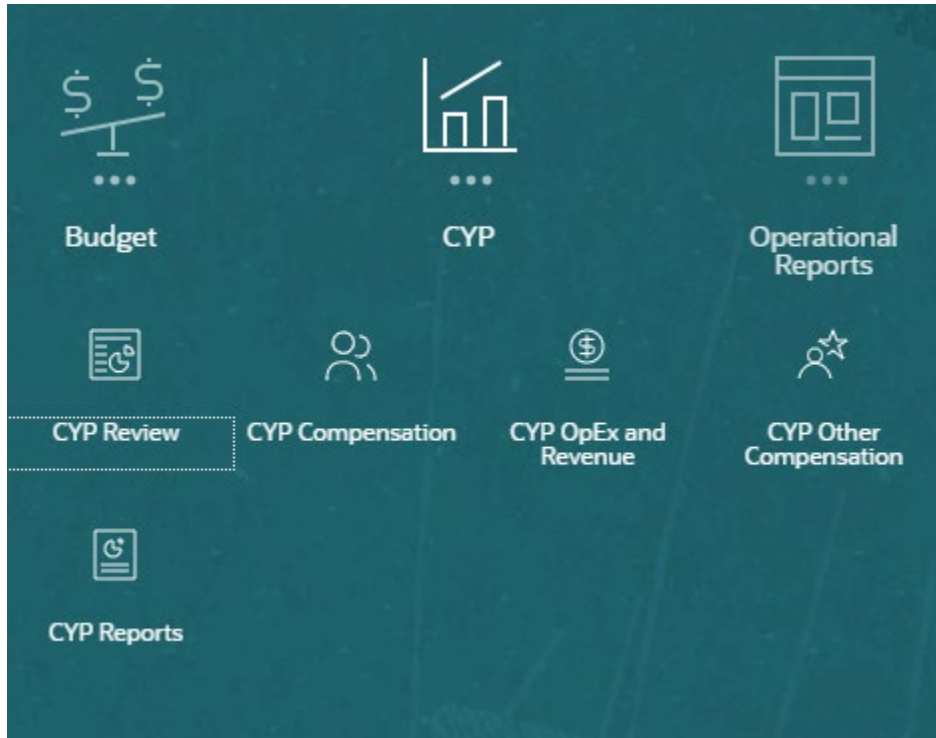 Budget
CYP
Operational
Reports
CYP Review
CYP Compensation
CYP OpEx and
Revenue
CYP Other
Compensation
CYP Reports